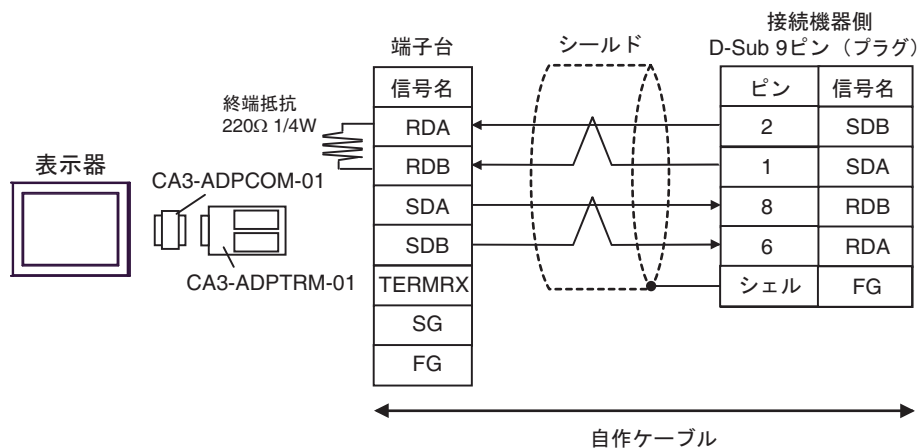 接続機器側
端子台
シールド
D-Sub 9ピン（プラグ）
信号名
ピン
信号名
終端抵抗
220Ω 1/4W
RDA
2
SDB
表示器
RDB
1
SDA
CA3-ADPCOM-01
SDA
8
RDB
SDB
6
RDA
CA3-ADPTRM-01
TERMRX
シェル
FG
SG
FG
自作ケーブル